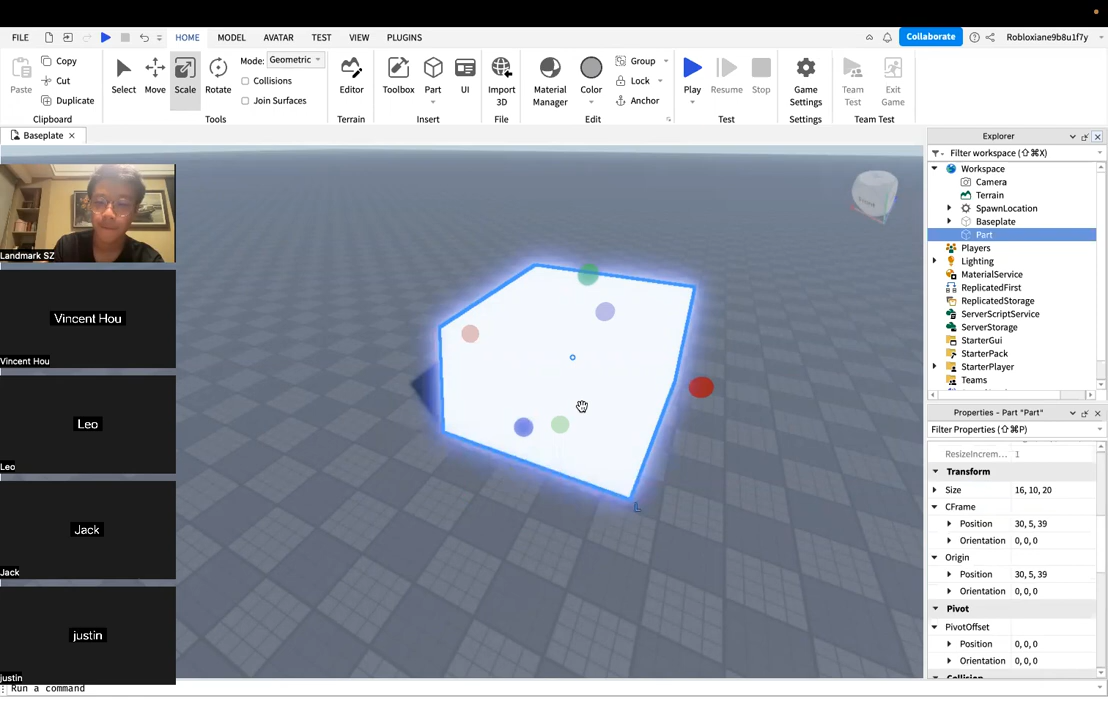 FILE HOME MODEL AVATAR TEST VIEW PLUGINS Collaborate Robloxiane9b8u1f7y
Paste Copy Cut Duplicate Select Move Scale Rotate Mode: Geometric Collisions Join Surfaces Editor Toolbox Part UI Import 3D Material Manager Color Group Lock Anchor Play Resume Stop Game Settings Team Test Exit Game
Clipboard Tools Terrain Insert File Edit Test Settings Team Test
Baseplate
Landmark SZ
Vincent Hou
Vincent Hou
Leo
Leo
Jack
Jack
justin
justin
L
Explorer
Filter workspace (⇧⌘X)
Workspace
Camera
Terrain
SpawnLocation
Baseplate
Part
Players
Lighting
MaterialService
ReplicatedFirst
ReplicatedStorage
ServerScriptService
ServerStorage
StarterGui
StarterPack
StarterPlayer
Teams
Properties - Part "Part"
Filter Properties (⇧⌘P)
ResizeIncrem... 1
Transform
Size 16, 10, 20
CFrame
Position 30, 5, 39
Orientation 0, 0, 0
Origin
Position 30, 5, 39
Orientation 0, 0, 0
Pivot
PivotOffset
Position 0, 0, 0
Orientation 0, 0, 0
Collision
Run a command